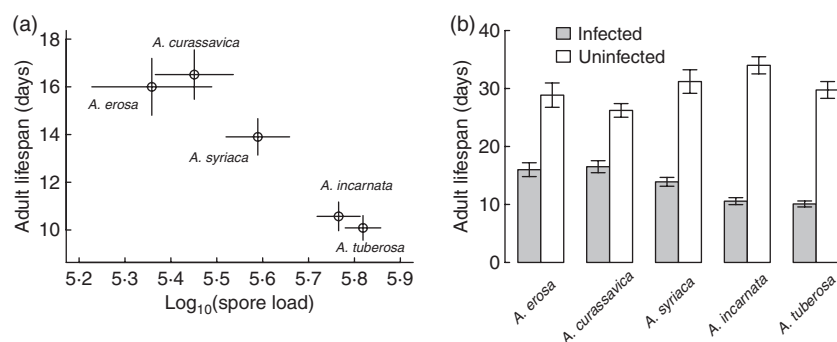 (a)
18
16
14
12
10
Adult lifespan (days)
A. curassavica
A. erosa
A. syriaca
A. incarnata
A. tuberosa
5·2 5·3 5·4 5·5 5·6 5·7 5·8 5·9
Log10(spore load)
(b)
40
30
20
10
0
Adult lifespan (days)
Infected
Uninfected
A. erosa
A. curassavica
A. syriaca
A. incarnata
A. tuberosa